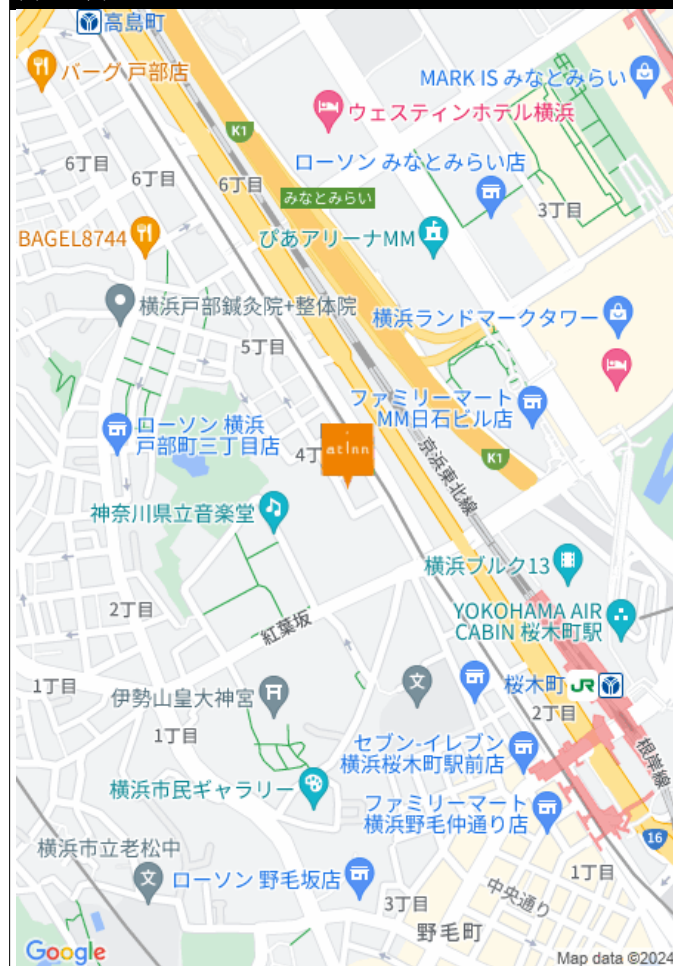 高島町
バーグ 戸部店
MARK IS みなとみらい
ウェスティンホテル横浜
K1
ローソン みなとみらい店
6丁目
6丁目
6丁目
みなとみらい
3丁目
BAGEL8744
ぴあアリーナMM
横浜戸部鍼灸院+整体院
横浜ランドマークタワー
5丁目
ファミリーマート
MM日石ビル店
ローソン 横浜
戸部町三丁目店
4丁
at inn
京浜東北線
K1
神奈川県立音楽堂
横浜ブルク13
2丁目
紅葉坂
YOKOHAMA AIR
CABIN 桜木町駅
1丁目
伊勢山皇大神宮
文
桜木町
JR
2丁目
1丁目
セブン-イレブン
横浜桜木町駅前店
根岸線
横浜市民ギャラリー
ファミリーマート
横浜野毛仲通り店
16
横浜市立老松中
文
ローソン 野毛坂店
1丁目
中央通り
3丁目
野毛町
Google
Map data ©2024